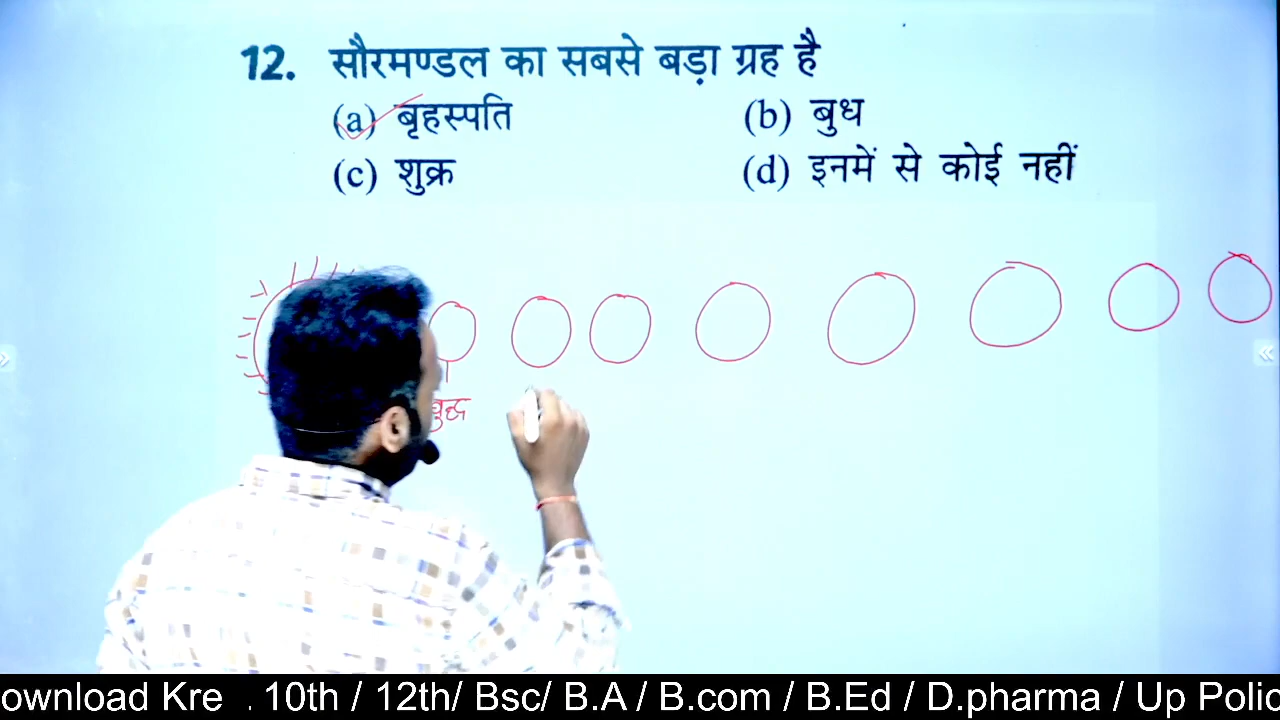 12. सौरमण्डल का सबसे बड़ा ग्रह है
(a) बृहस्पति (b) बुध
(c) शुक्र (d) इनमें से कोई नहीं
बुद्ध
ownload Kre . 10th / 12th/ Bsc/ B.A / B.com / B.Ed / D.pharma / Up Polic